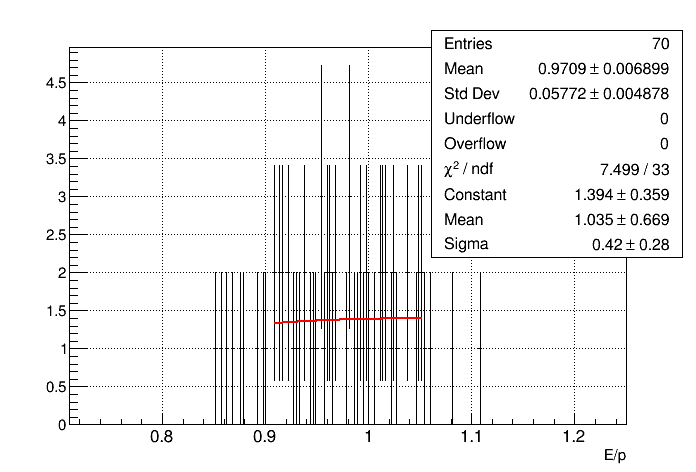 Entries 70
Mean 0.9709 ± 0.006899
Std Dev 0.05772 ± 0.004878
Underflow 0
Overflow 0
χ² / ndf 7.499 / 33
Constant 1.394 ± 0.359
Mean 1.035 ± 0.669
Sigma 0.42 ± 0.28
4.5
4
3.5
3
2.5
2
1.5
1
0.5
0
0.8 0.9 1 1.1 1.2
E/p